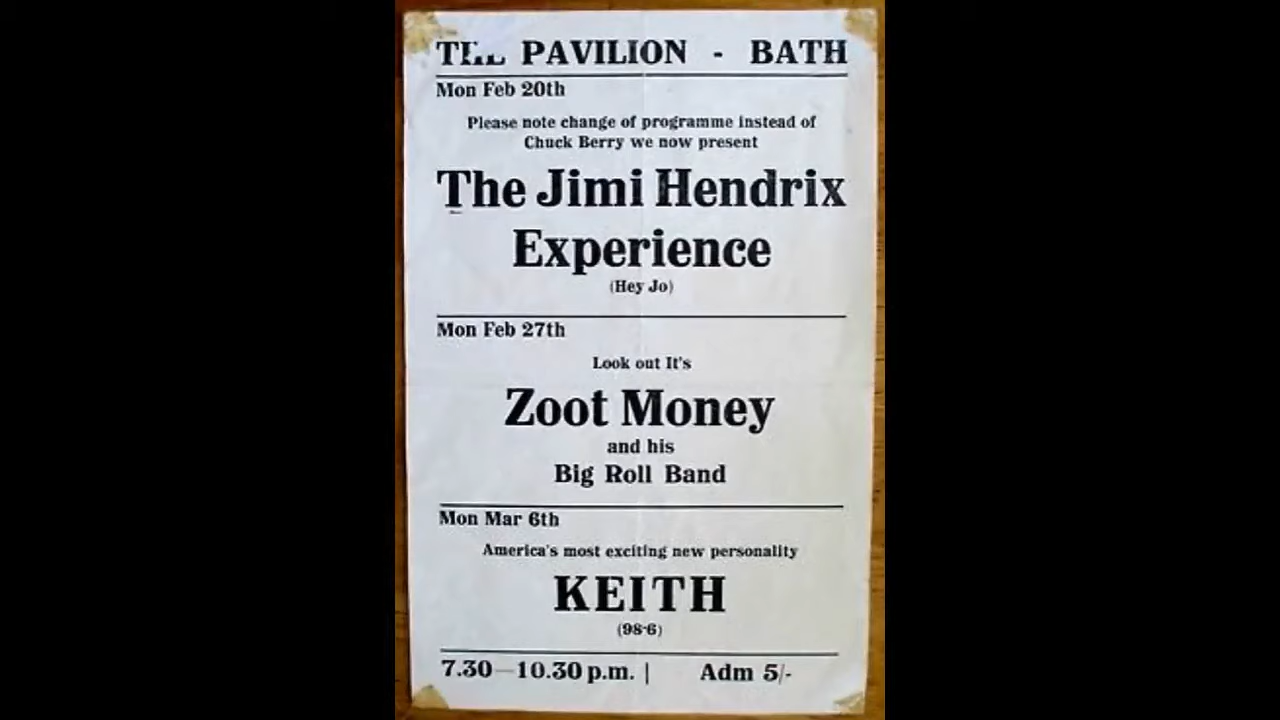 THE PAVILION - BATH
Mon Feb 20th
Please note change of programme instead of
Chuck Berry we now present
The Jimi Hendrix
Experience
(Hey Jo)
Mon Feb 27th
Look out It's
Zoot Money
and his
Big Roll Band
Mon Mar 6th
America's most exciting new personality
KEITH
(98·6)
7.30—10.30 p.m. | Adm 5/-